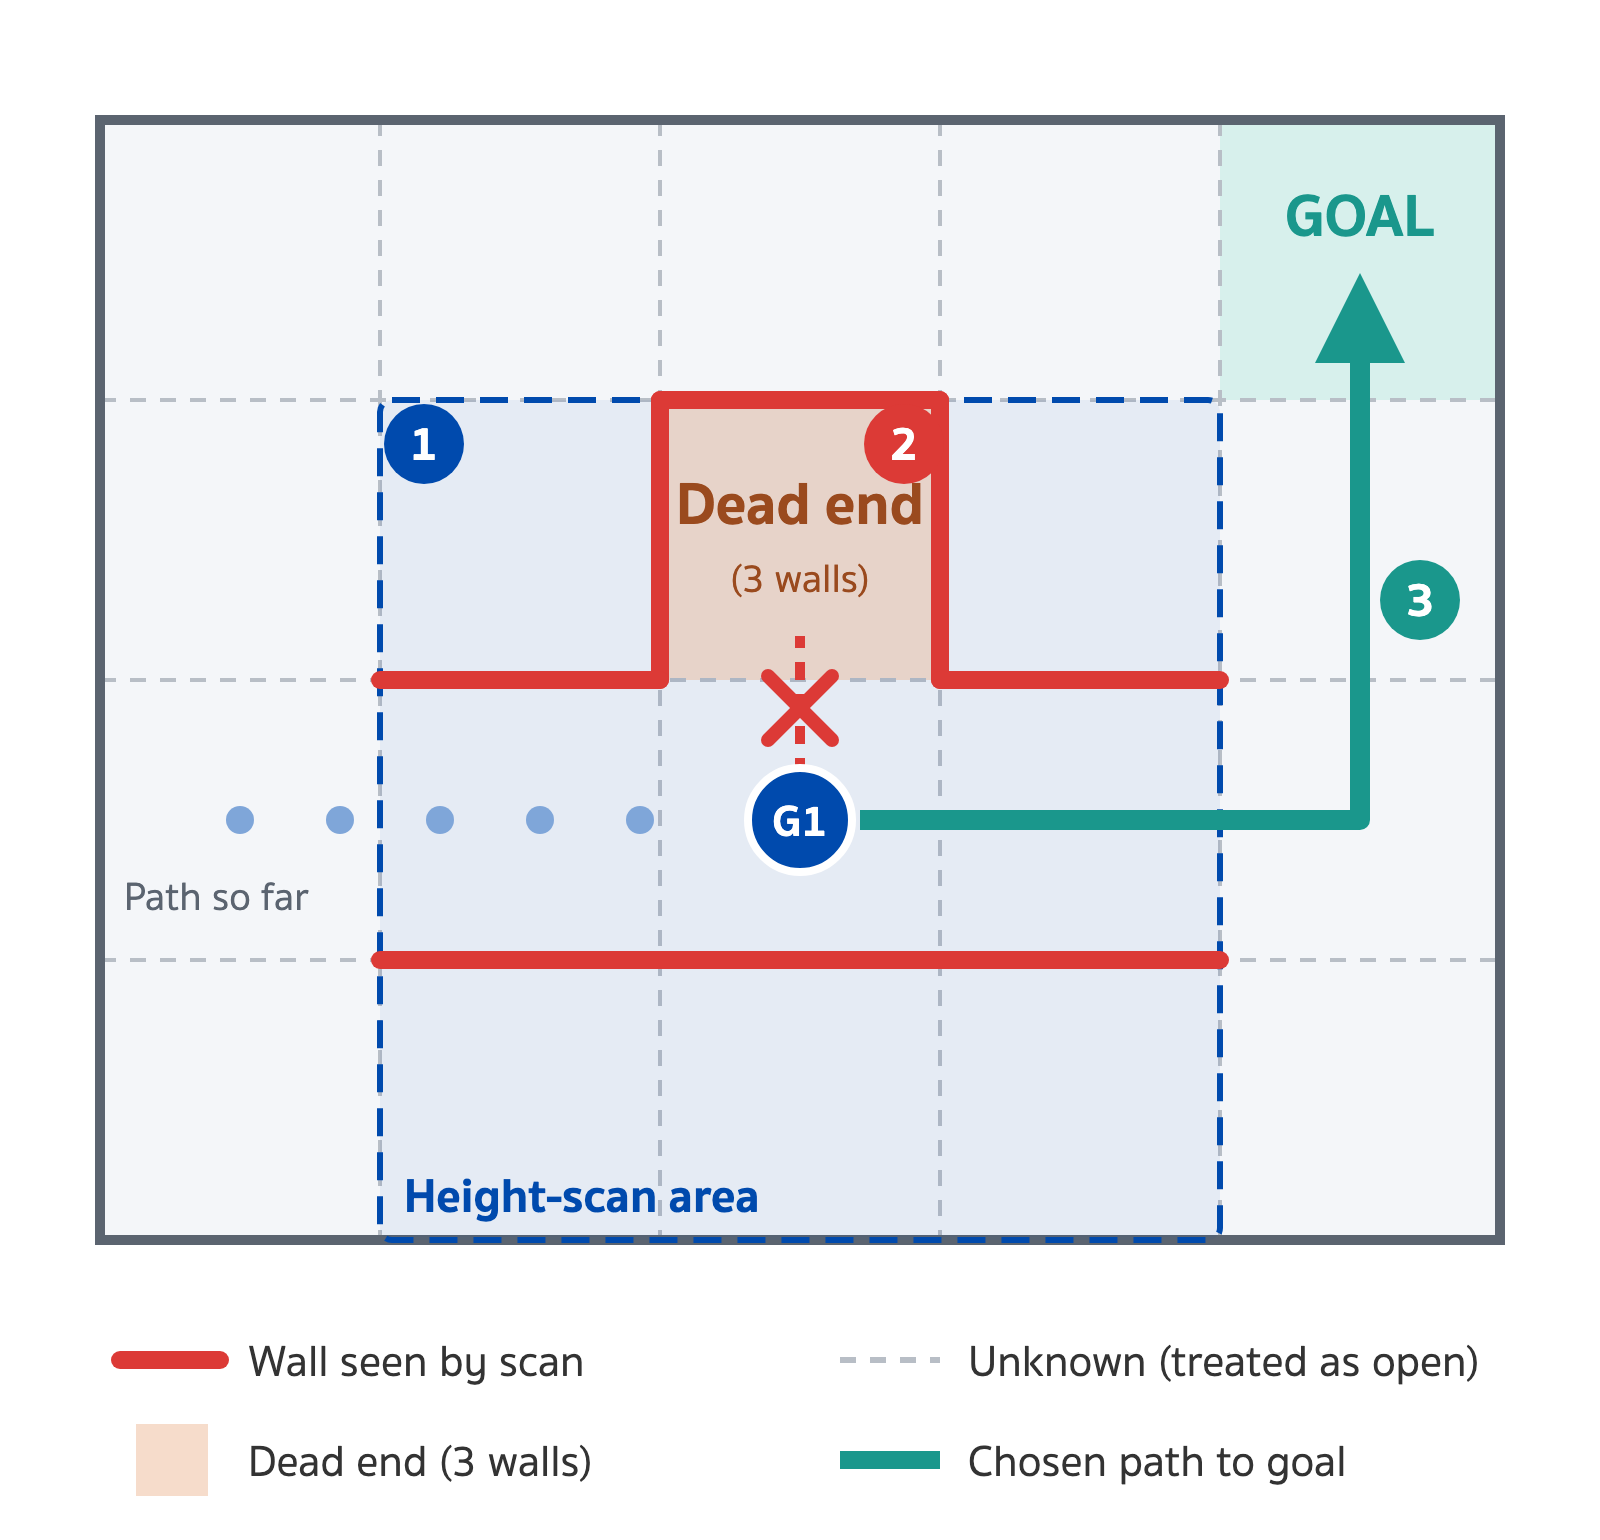 GOAL
1
2
Dead end
(3 walls)
3
G1
Path so far
Height-scan area
Wall seen by scan
Unknown (treated as open)
Dead end (3 walls)
Chosen path to goal